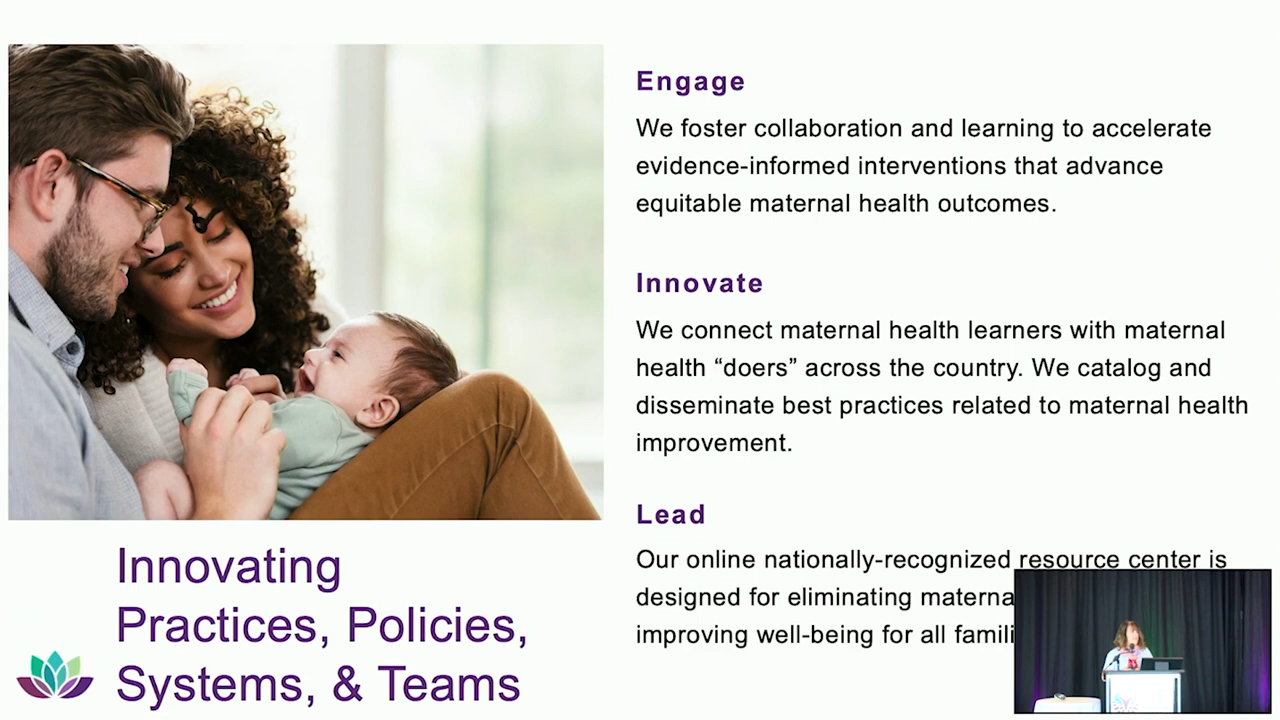 Engage
We foster collaboration and learning to accelerate
evidence-informed interventions that advance
equitable maternal health outcomes.
Innovate
We connect maternal health learners with maternal
health “doers” across the country. We catalog and
disseminate best practices related to maternal health
improvement.
Lead
Our online nationally-recognized resource center is
designed for eliminating materna
improving well-being for all famili
Innovating
Practices, Policies,
Systems, & Teams